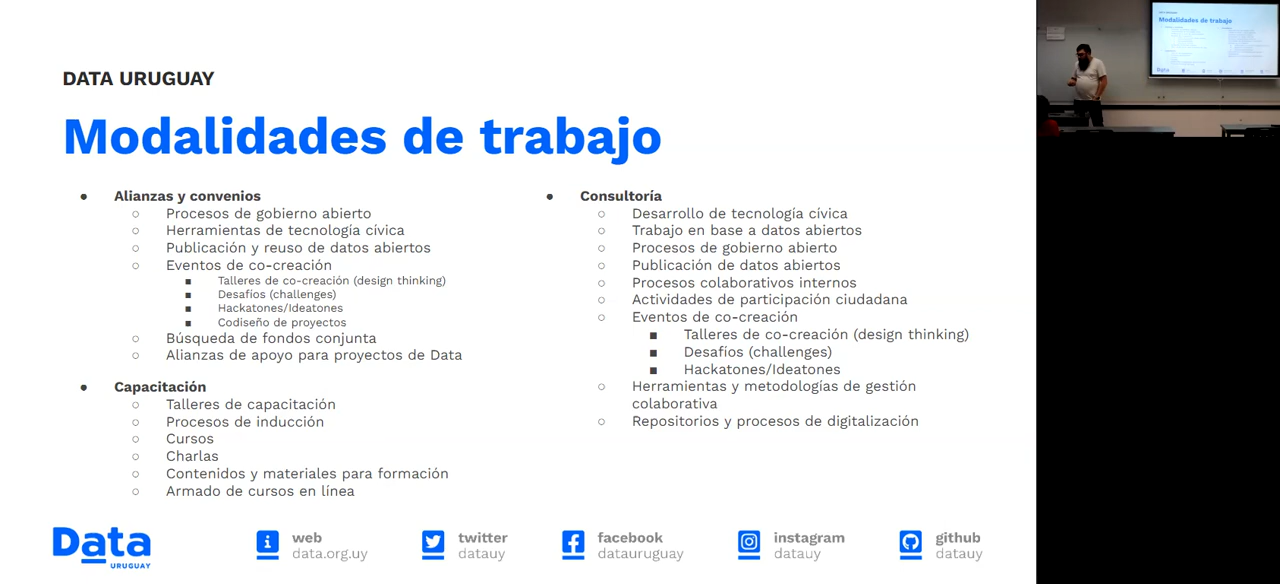 DATA URUGUAY
Modalidades de trabajo
● Alianzas y convenios
○ Procesos de gobierno abierto
○ Herramientas de tecnología cívica
○ Publicación y reuso de datos abiertos
○ Eventos de co-creación
■ Talleres de co-creación (design thinking)
■ Desafíos (challenges)
■ Hackatones/Ideatones
■ Codiseño de proyectos
○ Búsqueda de fondos conjunta
○ Alianzas de apoyo para proyectos de Data
● Capacitación
○ Talleres de capacitación
○ Procesos de inducción
○ Cursos
○ Charlas
○ Contenidos y materiales para formación
○ Armado de cursos en línea
● Consultoría
○ Desarrollo de tecnología cívica
○ Trabajo en base a datos abiertos
○ Procesos de gobierno abierto
○ Publicación de datos abiertos
○ Procesos colaborativos internos
○ Actividades de participación ciudadana
○ Eventos de co-creación
■ Talleres de co-creación (design thinking)
■ Desafíos (challenges)
■ Hackatones/Ideatones
○ Herramientas y metodologías de gestión
colaborativa
○ Repositorios y procesos de digitalización
Data
URUGUAY
web
data.org.uy
twitter
datauy
facebook
datauruguay
instagram
datauy
github
datauy
Modalidades de trabajo